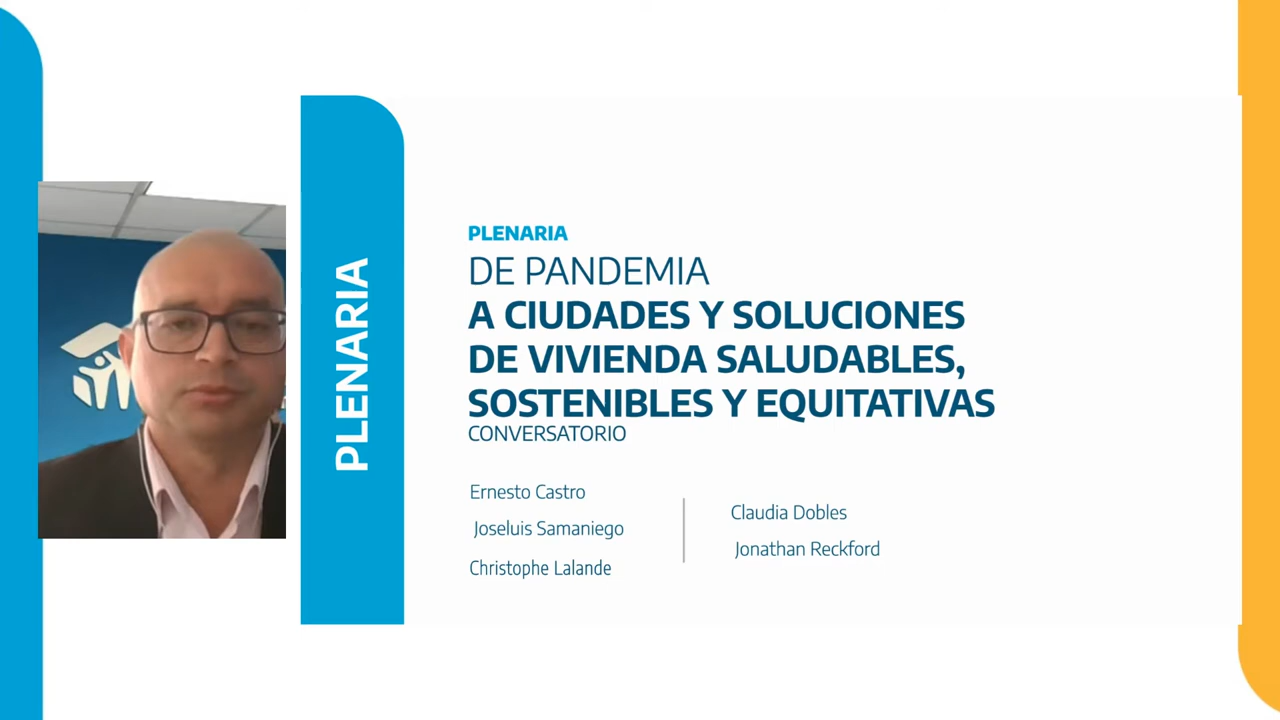 PLENARIA
PLENARIA
DE PANDEMIA
A CIUDADES Y SOLUCIONES
DE VIVIENDA SALUDABLES,
SOSTENIBLES Y EQUITATIVAS
CONVERSATORIO
Ernesto Castro
Joseluis Samaniego
Christophe Lalande
Claudia Dobles
Jonathan Reckford